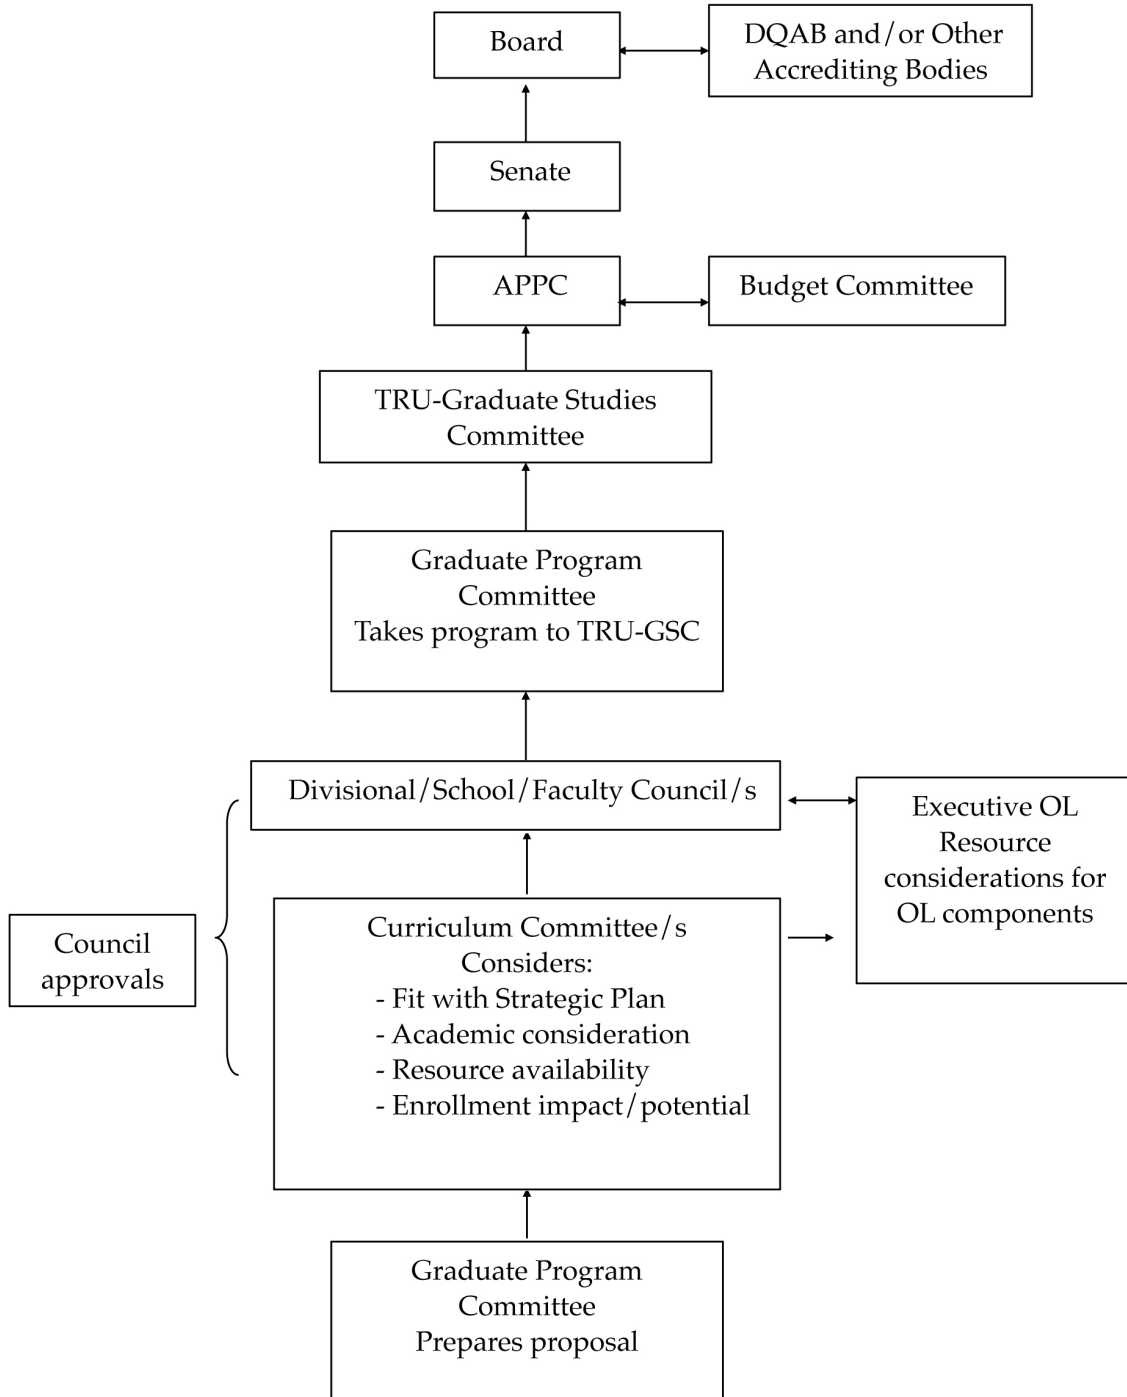 Board
DQAB and/or Other
Accrediting Bodies
Senate
APPC
Budget Committee
TRU-Graduate Studies
Committee
Graduate Program
Committee
Takes program to TRU-GSC
Divisional/School/Faculty Council/s
Executive OL
Resource
considerations for
OL components
Council
approvals
Curriculum Committee/s
Considers:
- Fit with Strategic Plan
- Academic consideration
- Resource availability
- Enrollment impact/potential
Graduate Program
Committee
Prepares proposal